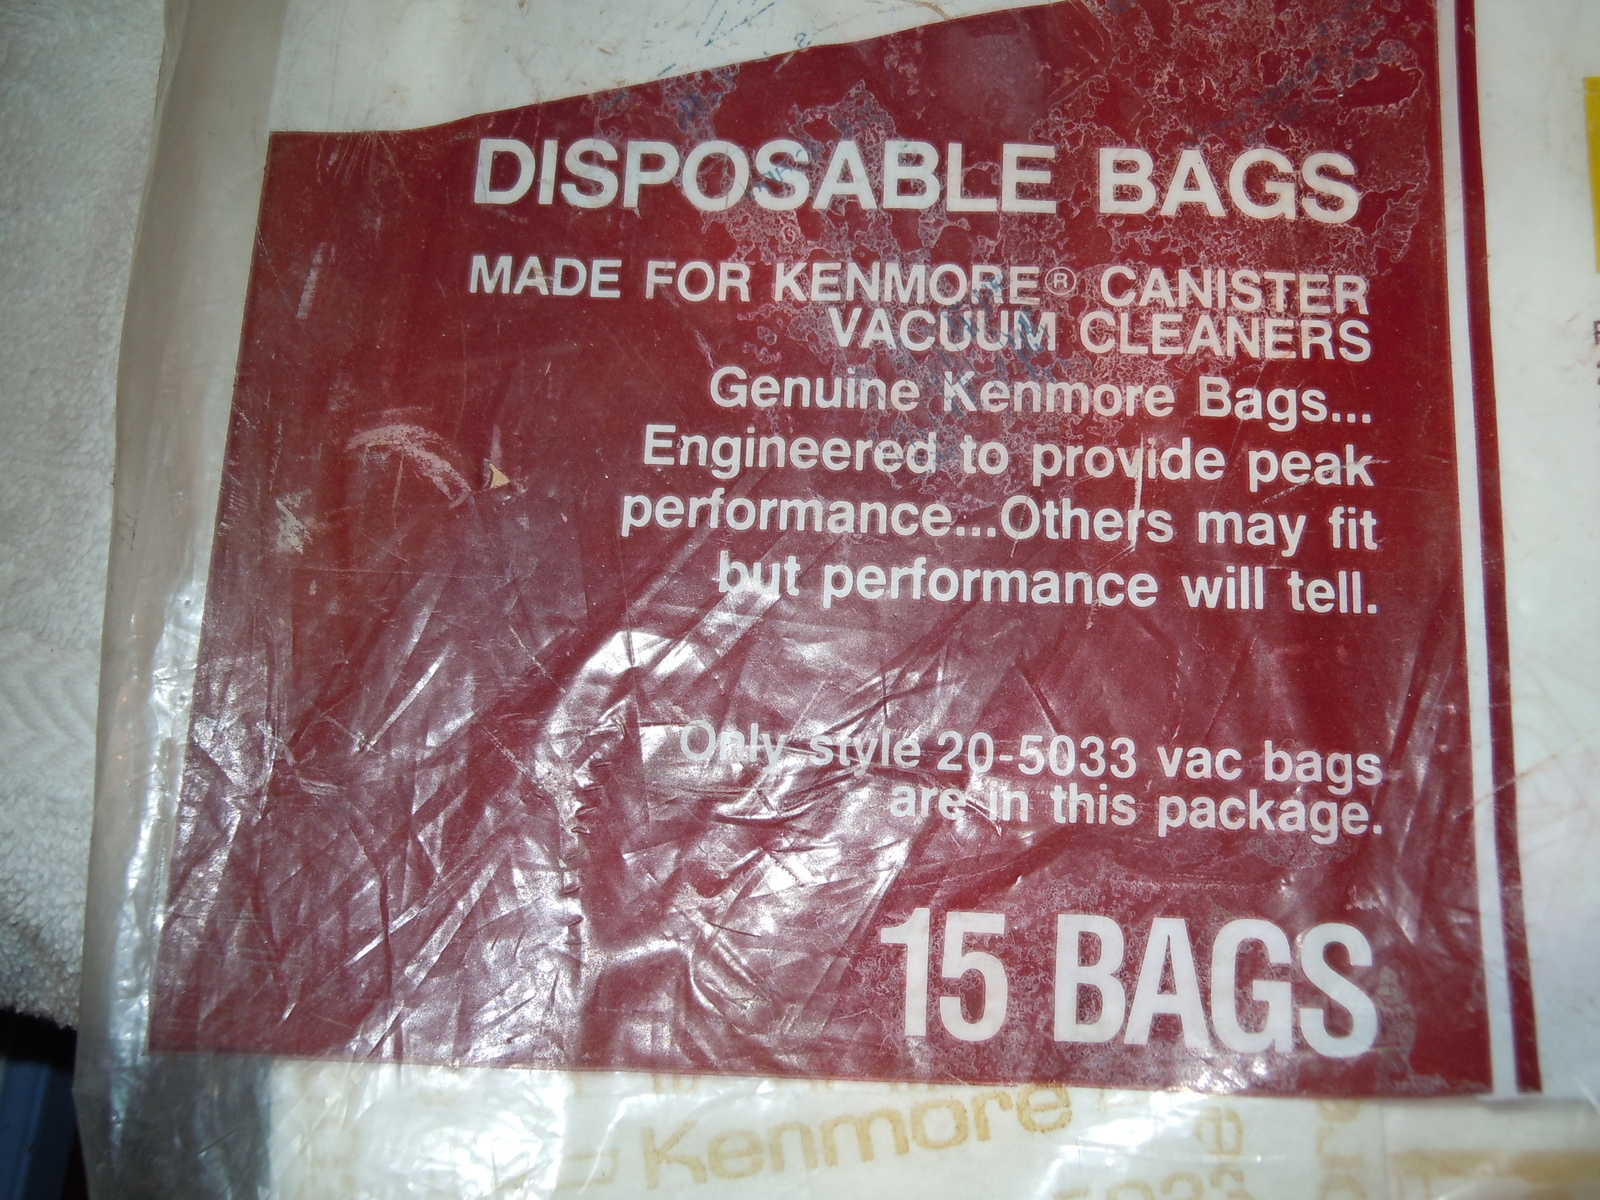 DISPOSABLE BAGS
MADE FOR KENMORE® CANISTER
VACUUM CLEANERS
Genuine Kenmore Bags...
Engineered to provide peak
performance...Others may fit
but performance will tell.
Only style 20-5033 vac bags
are in this package.
15 BAGS
Kenmore
5033